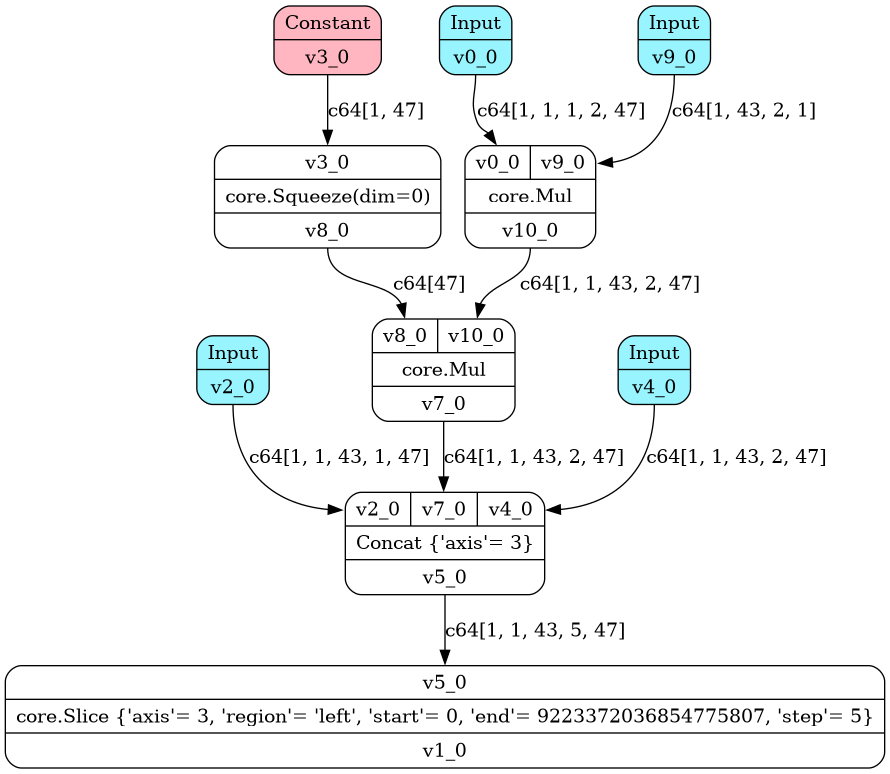 Constant
v3_0
Input
v0_0
Input
v9_0
c64[1, 47]
c64[1, 1, 1, 2, 47]
c64[1, 43, 2, 1]
v3_0
core.Squeeze(dim=0)
v8_0
v0_0 v9_0
core.Mul
v10_0
c64[47]
c64[1, 1, 43, 2, 47]
Input
v2_0
v8_0 v10_0
core.Mul
v7_0
Input
v4_0
c64[1, 1, 43, 1, 47]
c64[1, 1, 43, 2, 47]
c64[1, 1, 43, 2, 47]
v2_0 v7_0 v4_0
Concat {'axis'= 3}
v5_0
c64[1, 1, 43, 5, 47]
v5_0
core.Slice {'axis'= 3, 'region'= 'left', 'start'= 0, 'end'= 9223372036854775807, 'step'= 5}
v1_0